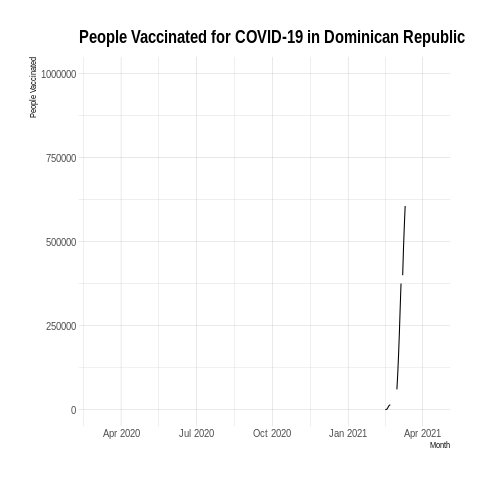 People Vaccinated for COVID-19 in Dominican Republic
People Vaccinated
1000000
750000
500000
250000
0
Apr 2020 Jul 2020 Oct 2020 Jan 2021 Apr 2021
Month